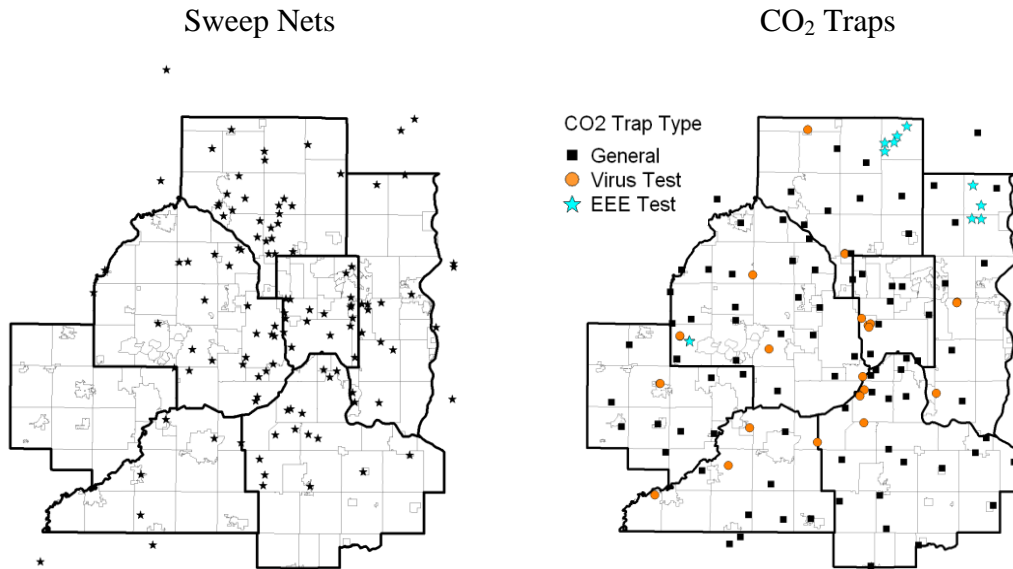 Sweep Nets
CO₂ Traps
CO2 Trap Type
General
Virus Test
EEE Test